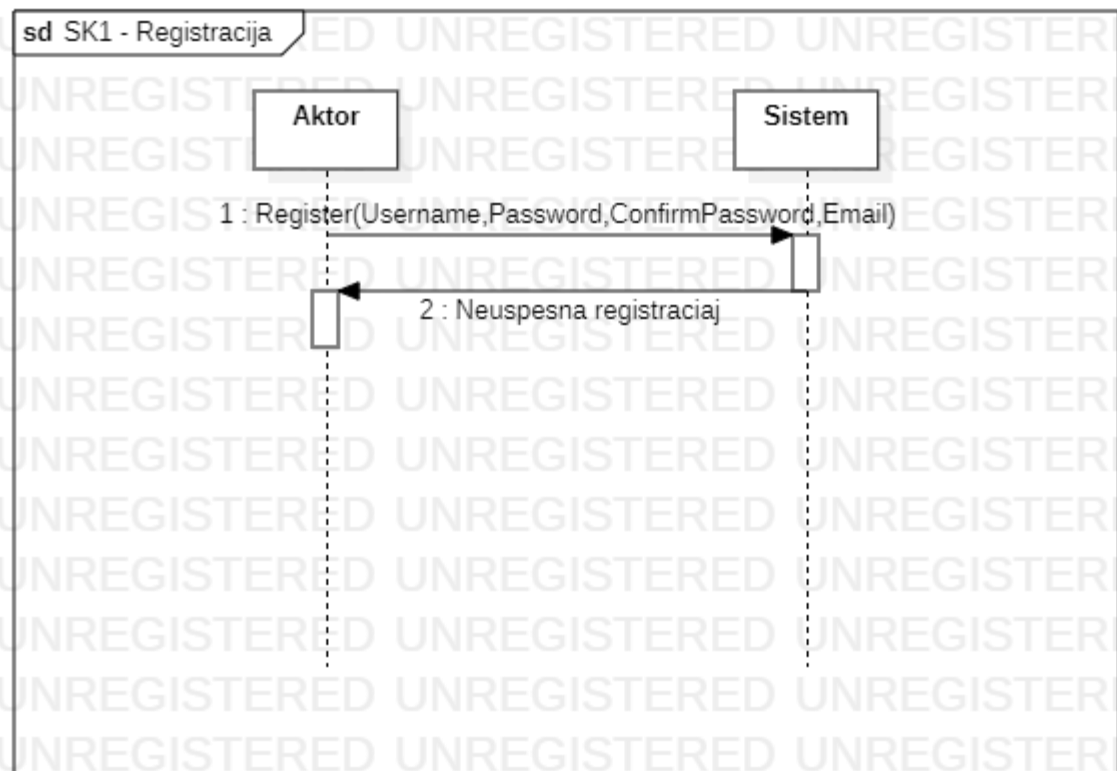 sd SK1 - Registracija
Aktor
Sistem
1 : Register(Username,Password,ConfirmPassword,Email)
2 : Neuspesna registraciaj
UNREGISTERED UNREGISTERED UNREGISTERED